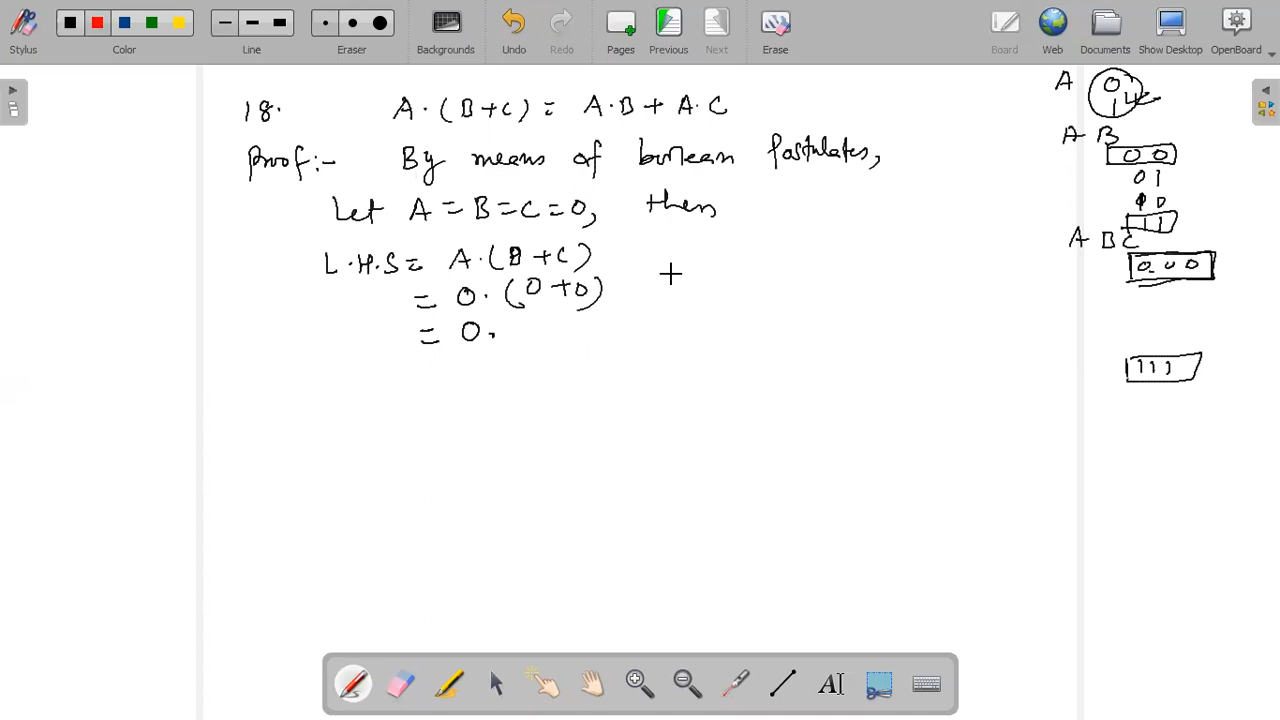 Stylus
Color
Line
Eraser
Backgrounds
Undo
Redo
Pages
Previous
Next
Erase
Board
Web
Documents
Show Desktop
OpenBoard
18. A·(B+C) = A·B + A·C
Proof:- By means of boolean Postulates,
Let A = B = C = 0, then
L.H.S = A·(B+C)
= 0·(0+0)
= 0·
A 0
1
A B
0 0
0 1
1 0
1 1
A B C
0 0 0
1 1 1